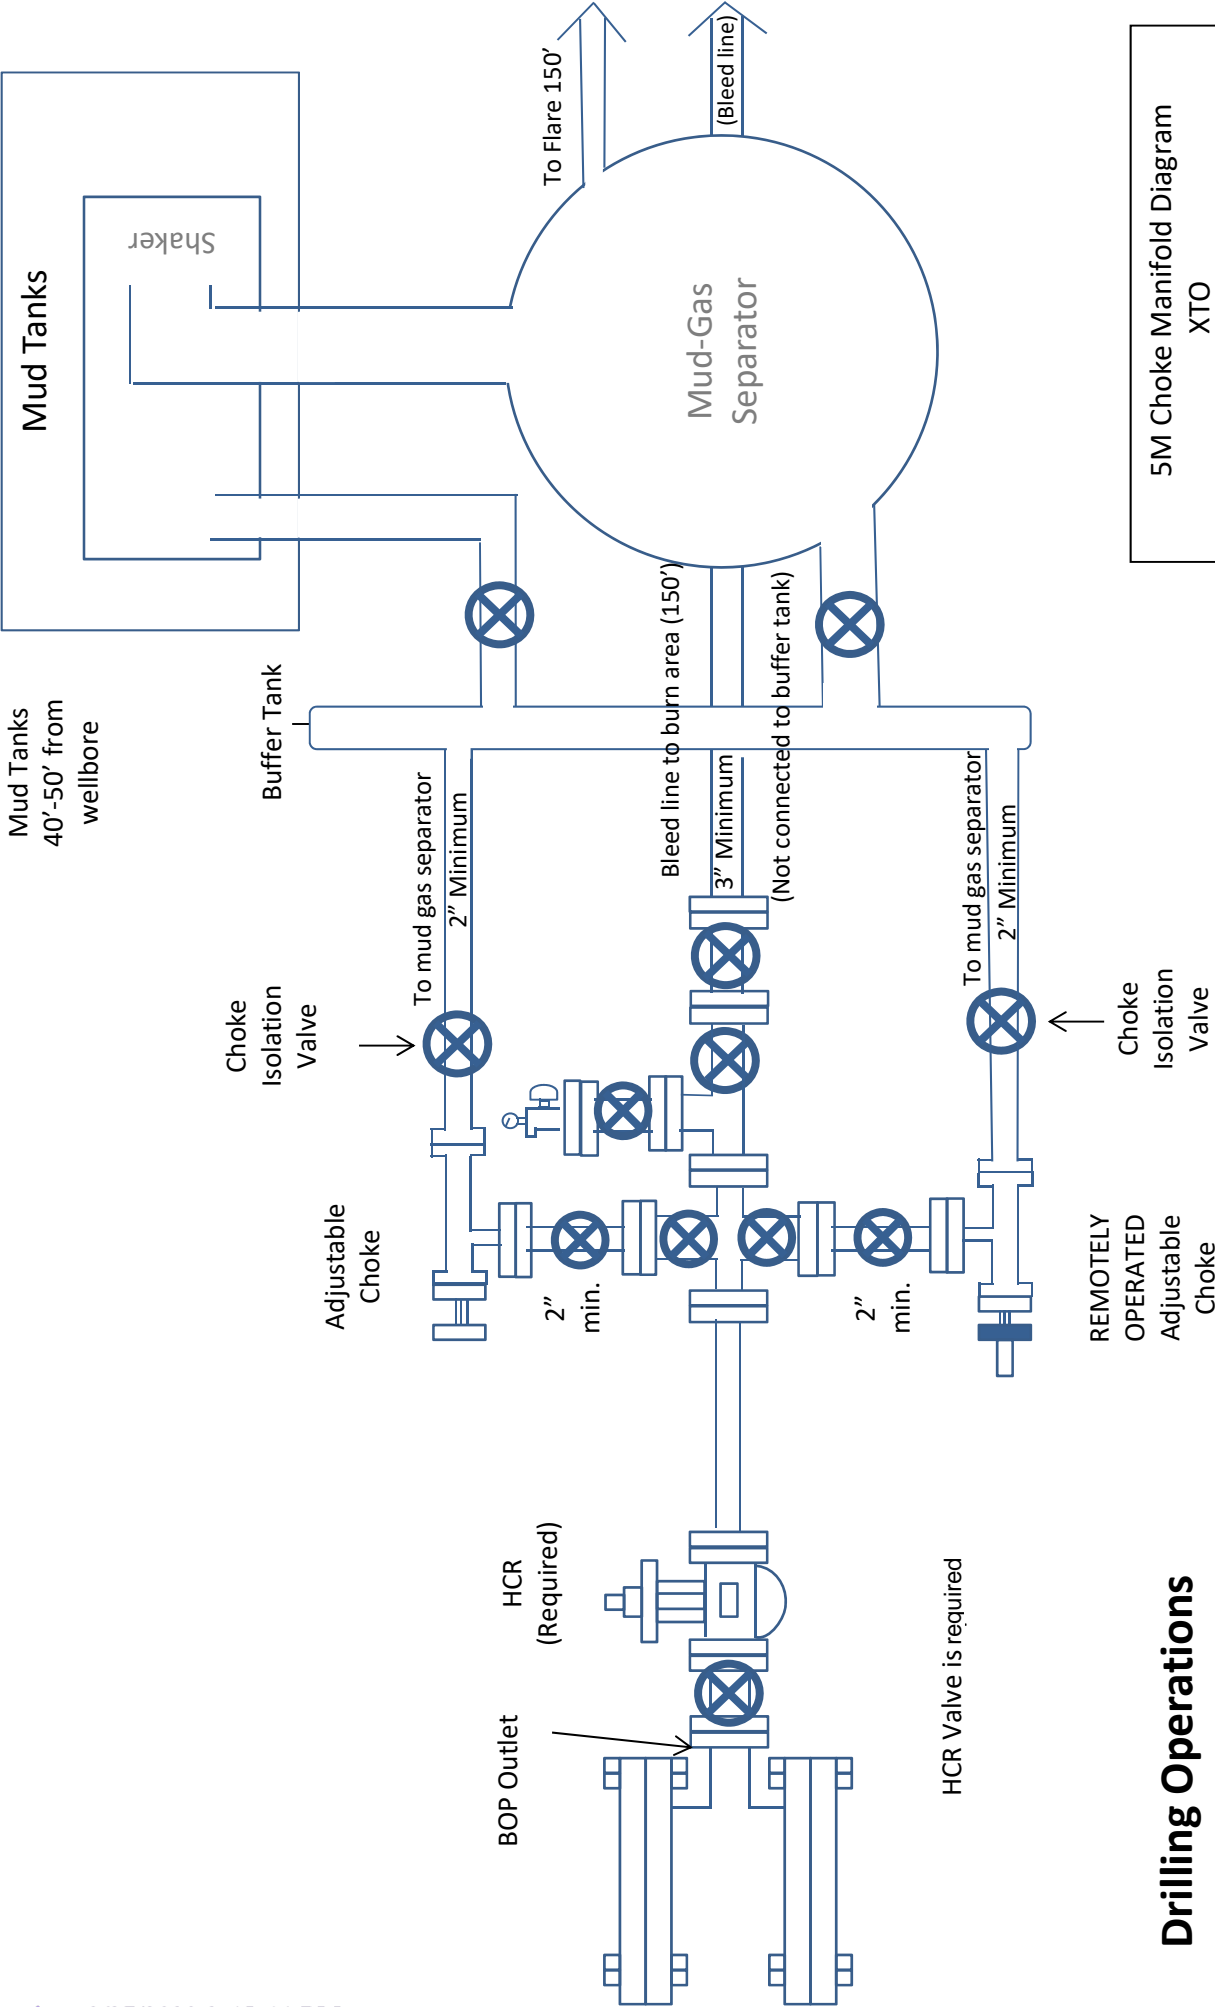 Mud Tanks
40’-50’ from
wellbore
Mud Tanks
Shaker
Buffer Tank
Choke
Isolation
Valve
Adjustable
Choke
To mud gas separator
2” Minimum
To Flare 150’
(Bleed line)
Mud-Gas
Separator
HCR
(Required)
BOP Outlet
2”
min.
Bleed line to burn area (150’)
3” Minimum
(Not connected to buffer tank)
2”
min.
To mud gas separator
2” Minimum
HCR Valve is required
REMOTELY
OPERATED
Adjustable
Choke
Choke
Isolation
Valve
Drilling Operations
5M Choke Manifold Diagram
XTO